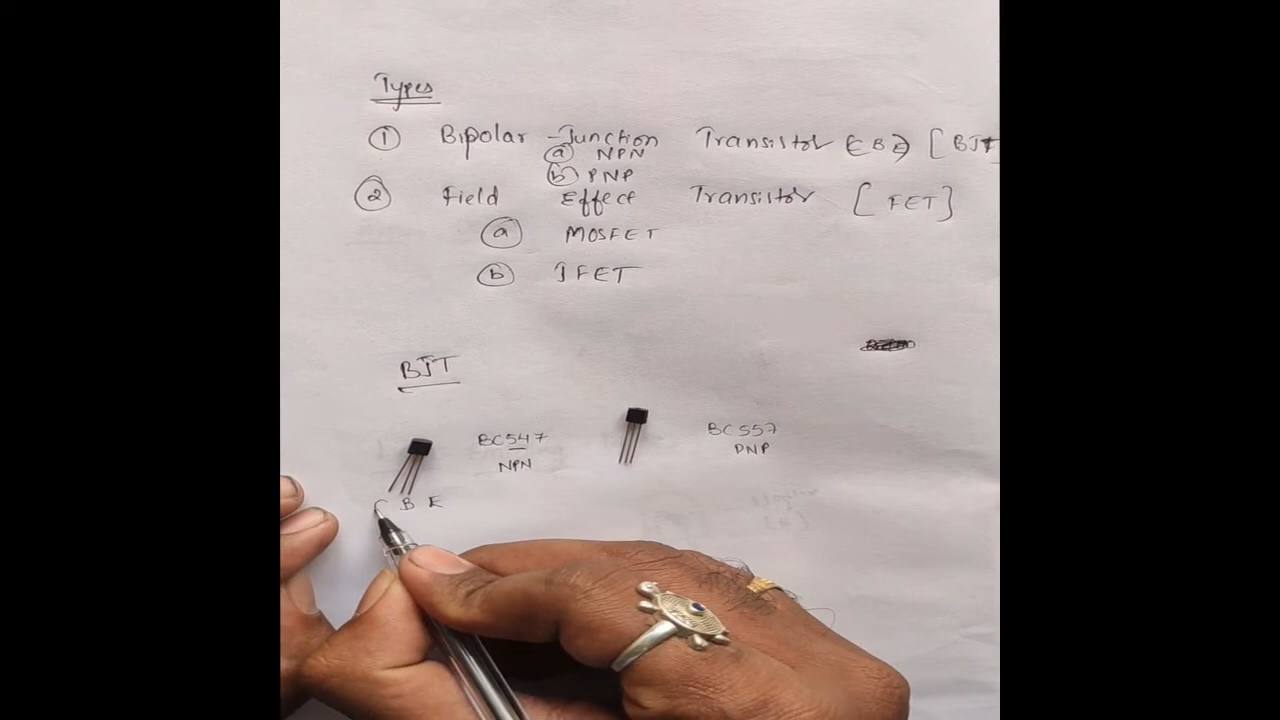 Types
① Bipolar Junction Transistor (BE) [BJT
ⓐ NPN
ⓑ PNP
② Field Effect Transistor [FET]
ⓐ MOSFET
ⓑ JFET
BJT
BC547
NPN
BC557
PNP
C B E